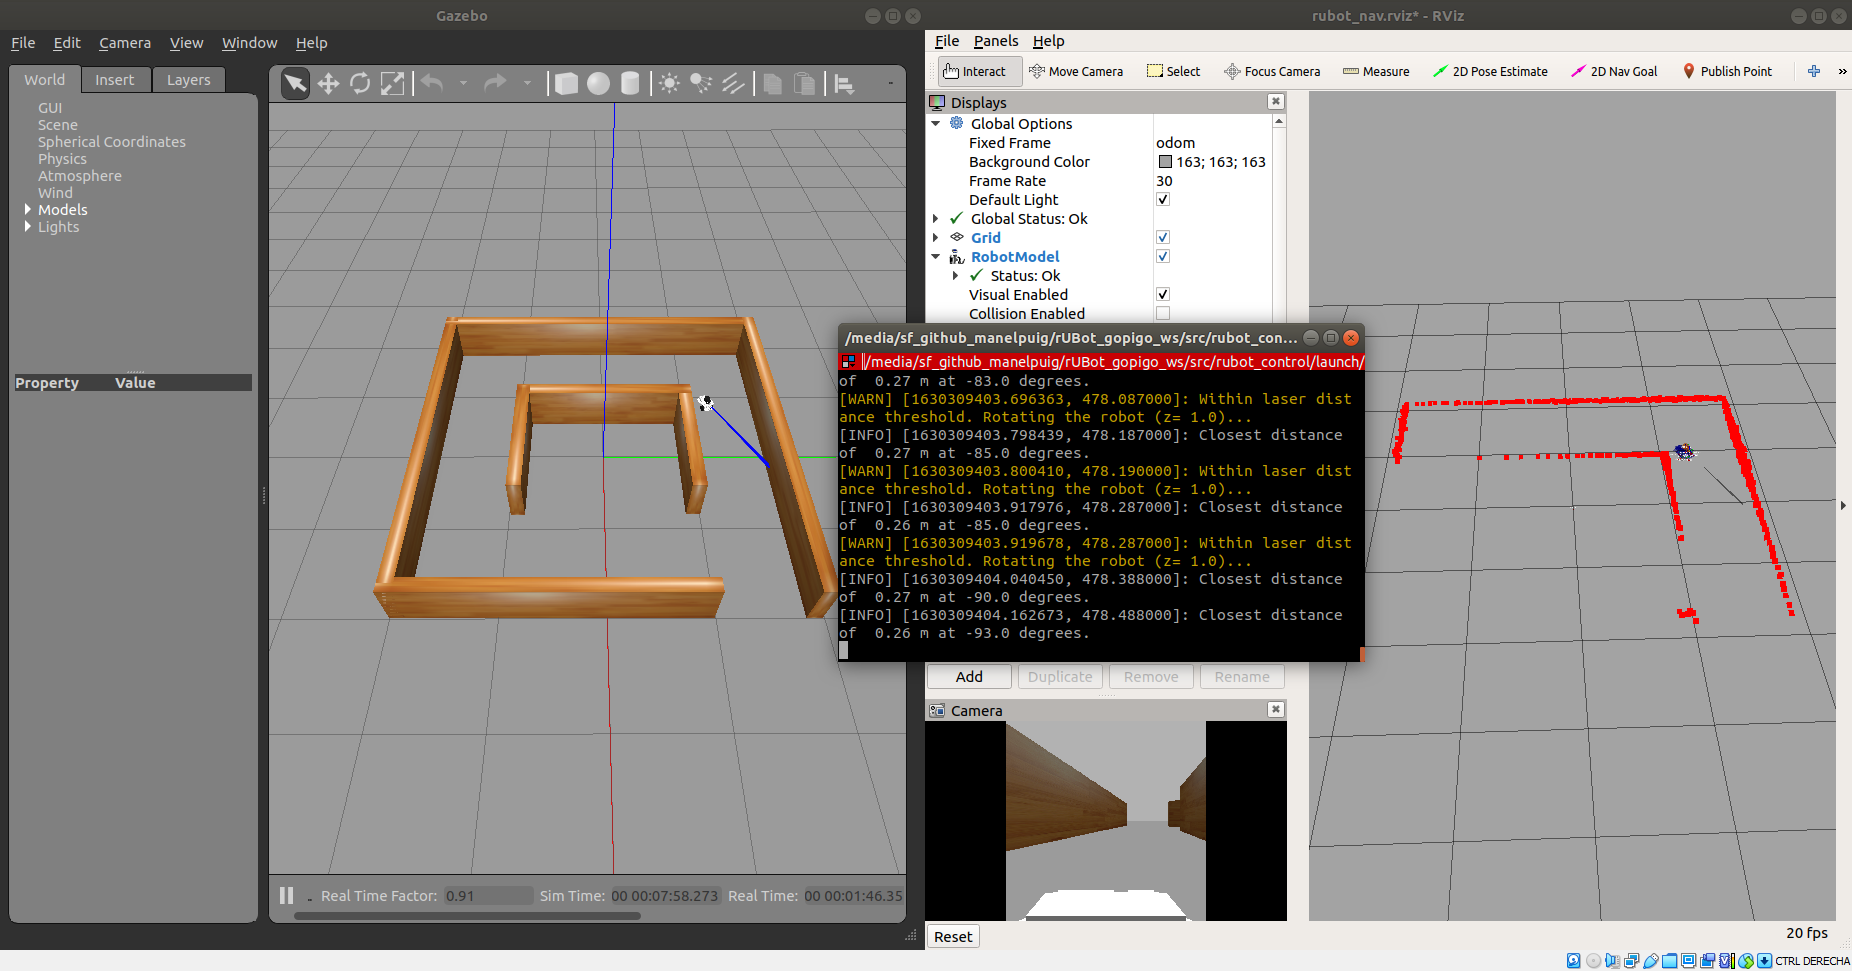 Gazebo
File Edit Camera View Window Help
World Insert Layers
GUI
Scene
Spherical Coordinates
Physics
Atmosphere
Wind
Models
Lights
Property Value
Real Time Factor: 0.91 Sim Time: 00 00:07:58.273 Real Time: 00 00:01:46.35
rubot_nav.rviz* - RViz
File Panels Help
Interact Move Camera Select Focus Camera Measure 2D Pose Estimate 2D Nav Goal Publish Point »
Displays
Global Options
Fixed Frame odom
Background Color 163; 163; 163
Frame Rate 30
Default Light
Global Status: Ok
Grid
RobotModel
Status: Ok
Visual Enabled
Collision Enabled
/media/sf_github_manelpuig/rUBot_gopigo_ws/src/rubot_con...
/media/sf_github_manelpuig/rUBot_gopigo_ws/src/rubot_control/launch/
of  0.27 m at -83.0 degrees.
[WARN] [1630309403.696363, 478.087000]: Within laser dist
ance threshold. Rotating the robot (z= 1.0)...
[INFO] [1630309403.798439, 478.187000]: Closest distance
of  0.27 m at -85.0 degrees.
[WARN] [1630309403.800410, 478.190000]: Within laser dist
ance threshold. Rotating the robot (z= 1.0)...
[INFO] [1630309403.917976, 478.287000]: Closest distance
of  0.26 m at -85.0 degrees.
[WARN] [1630309403.919678, 478.287000]: Within laser dist
ance threshold. Rotating the robot (z= 1.0)...
[INFO] [1630309404.040450, 478.388000]: Closest distance
of  0.27 m at -90.0 degrees.
[INFO] [1630309404.162673, 478.488000]: Closest distance
of  0.26 m at -93.0 degrees.
Add Duplicate Remove Rename
Camera
Reset
20 fps
CTRL DERECHA